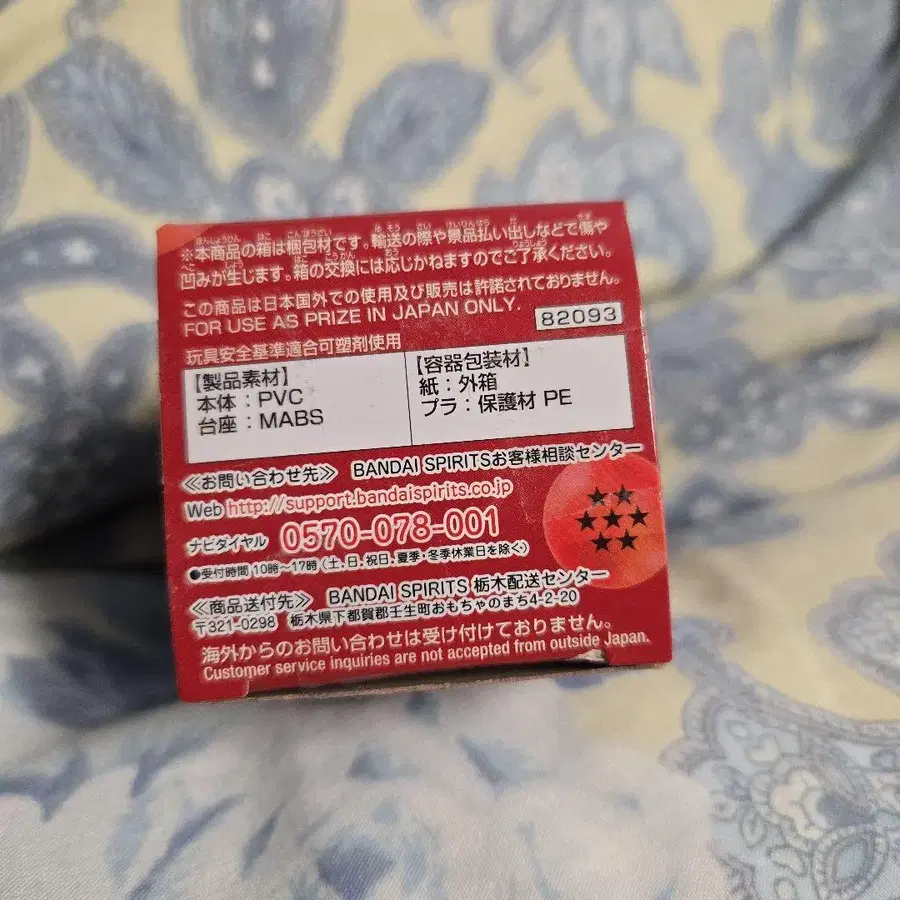 ※本商品の箱は梱包材です。輸送の際や景品払い出しなどで傷や
凹みが生じます。箱の交換には応じかねますのでご了承ください。
この商品は日本国外での使用及び販売は許諾されておりません。
FOR USE AS PRIZE IN JAPAN ONLY.
82093
玩具安全基準適合可塑剤使用
【製品素材】
本体：PVC
台座：MABS
【容器包装材】
紙：外箱
プラ：保護材 PE
≪お問い合わせ先≫ BANDAI SPIRITSお客様相談センター
Web http://support.bandaispirits.co.jp
ナビダイヤル 0570-078-001
●受付時間 10時～17時（土、日、祝日、夏季・冬季休業日を除く）
≪商品送付先≫ BANDAI SPIRITS 栃木配送センター
〒321-0298 栃木県下都賀郡壬生町おもちゃのまち4-2-20
海外からのお問い合わせは受け付けておりません。
Customer service inquiries are not accepted from outside Japan.